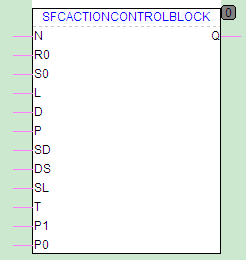 SFCACTIONCONTROLBLOCK 0
N Q
R0
S0
L
D
P
SD
DS
SL
T
P1
P0